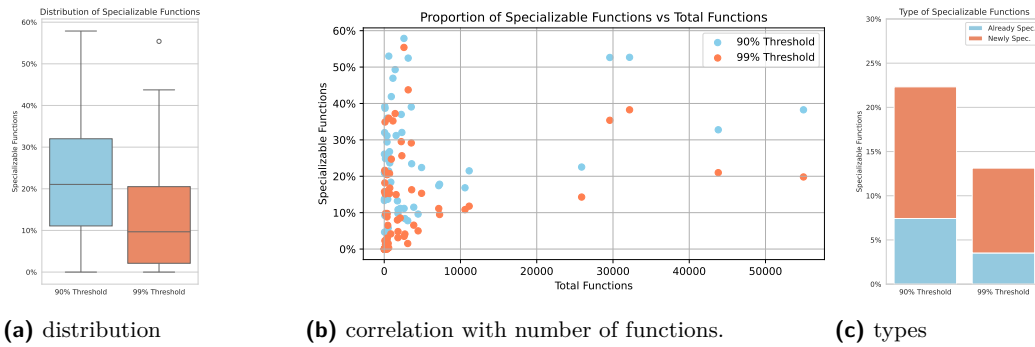 Distribution of Specializable Functions
60%
50%
40%
30%
20%
10%
0%
Specializable Functions
90% Threshold
99% Threshold
(a) distribution
Proportion of Specializable Functions vs Total Functions
90% Threshold
99% Threshold
60%
50%
40%
30%
20%
10%
0%
Specializable Functions
0
10000
20000
30000
40000
50000
Total Functions
(b) correlation with number of functions.
Type of Specializable Functions
Already Spec.
Newly Spec.
30%
25%
20%
15%
10%
5%
0%
Specializable Functions
90% Threshold
99% Threshold
(c) types